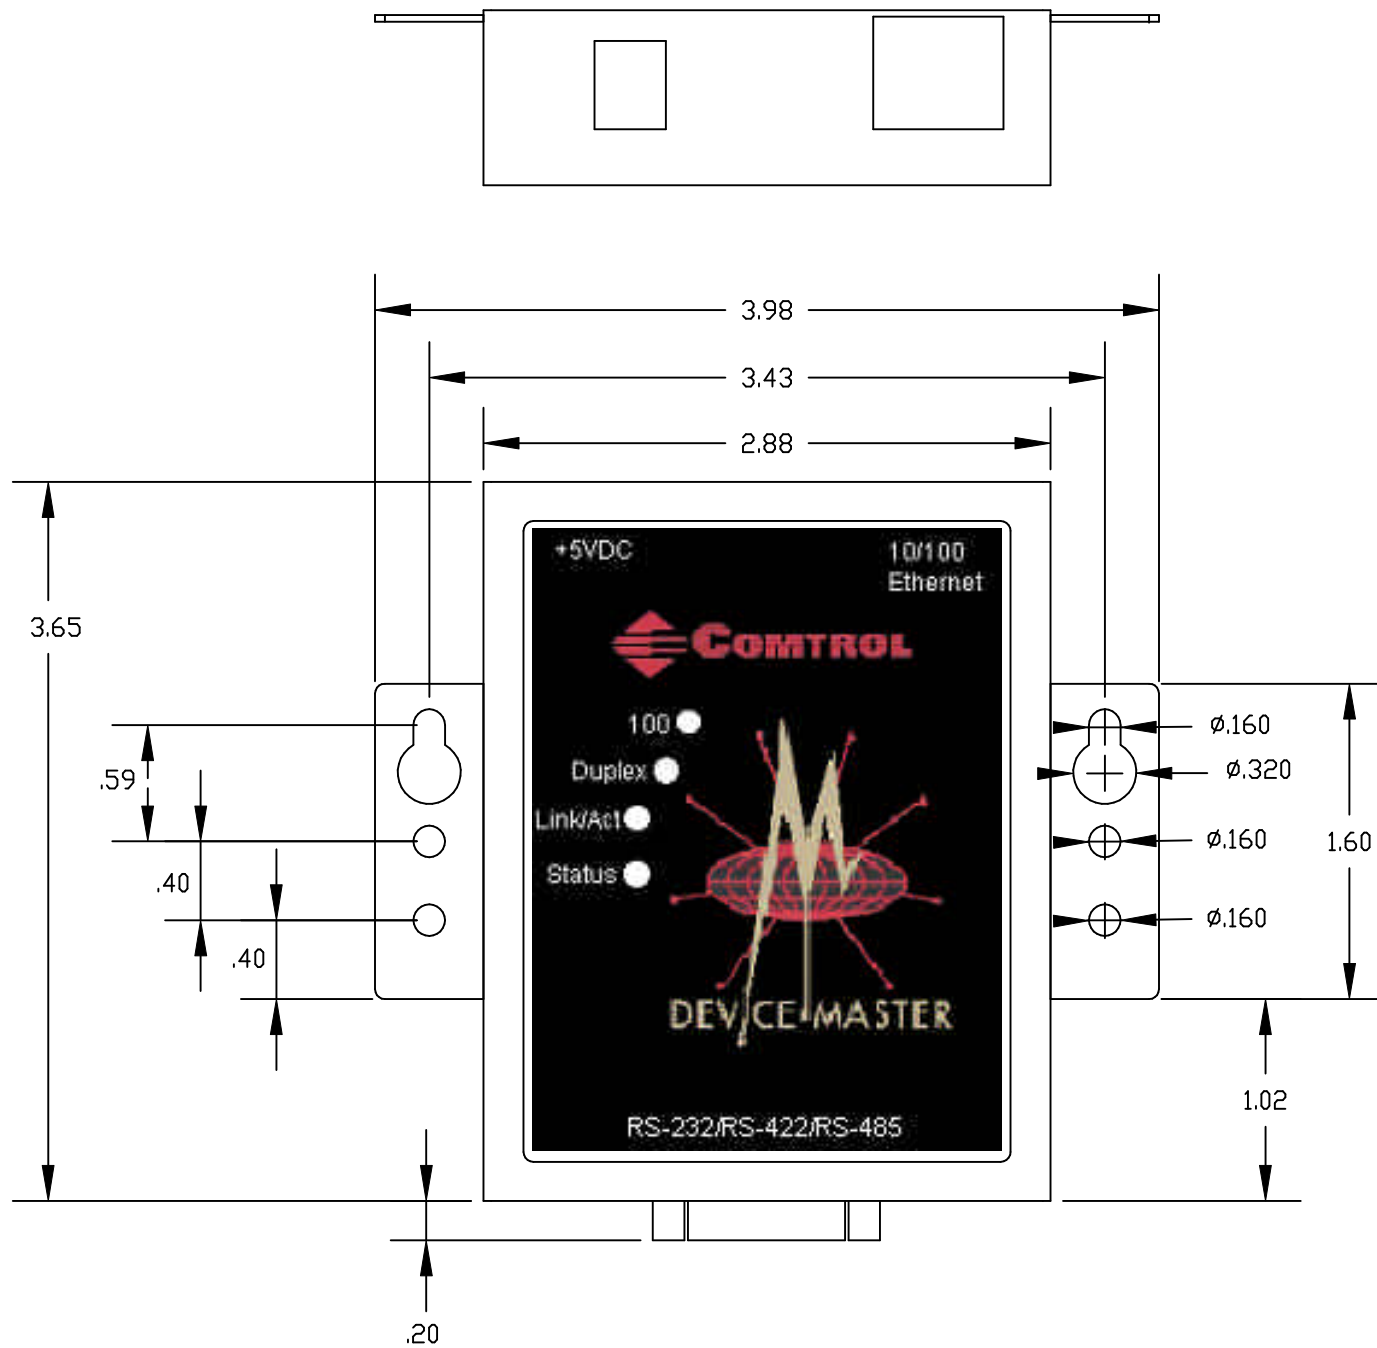 3.98
3.43
2.88
+5VDC
10/100
Ethernet
3.65
COMTROL
100
Duplex
Link/Act
Status
.59
.40
.40
ø.160
ø.320
ø.160
ø.160
1.60
DEVICE MASTER
1.02
RS-232/RS-422/RS-485
.20